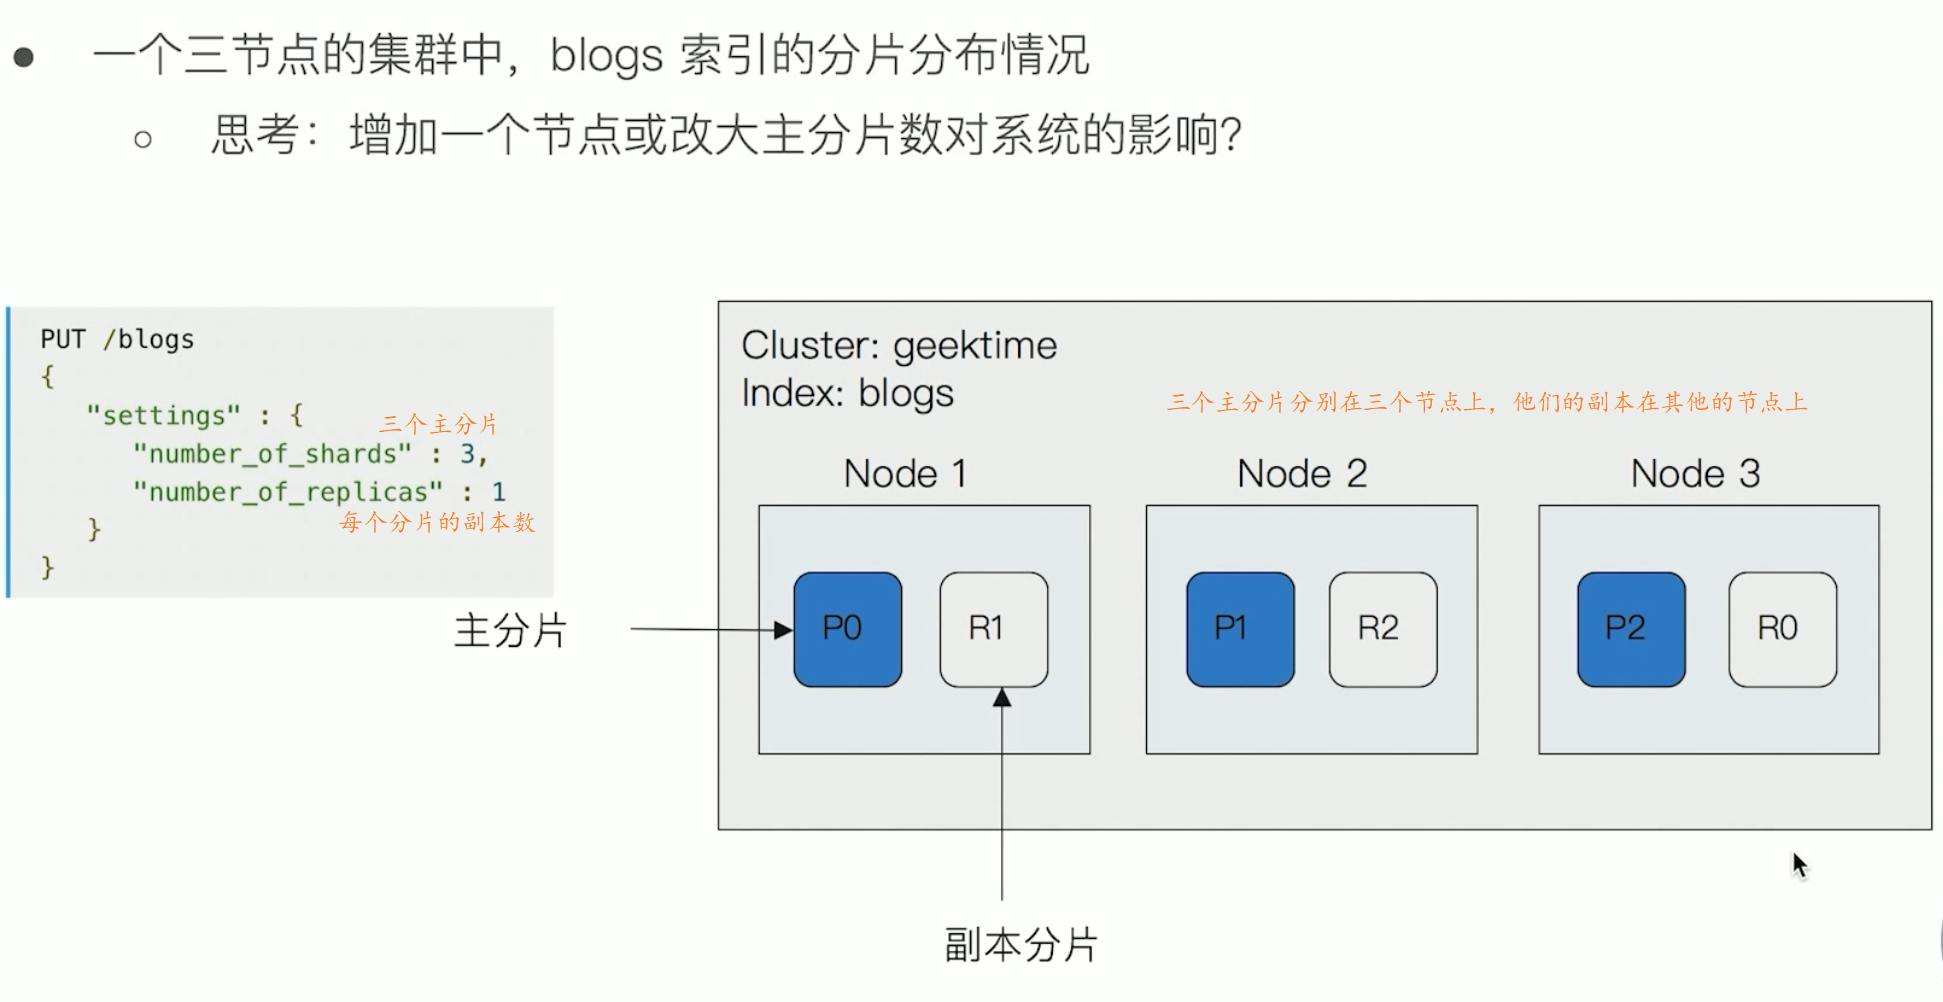 ● 一个三节点的集群中，blogs 索引的分片分布情况
○ 思考：增加一个节点或改大主分片数对系统的影响？
PUT /blogs
{
"settings" : {
三个主分片
"number_of_shards" : 3,
"number_of_replicas" : 1
每个分片的副本数
}
}
主分片
Cluster: geektime
Index: blogs
三个主分片分别在三个节点上，他们的副本在其他的节点上
Node 1
Node 2
Node 3
P0
R1
P1
R2
P2
R0
副本分片